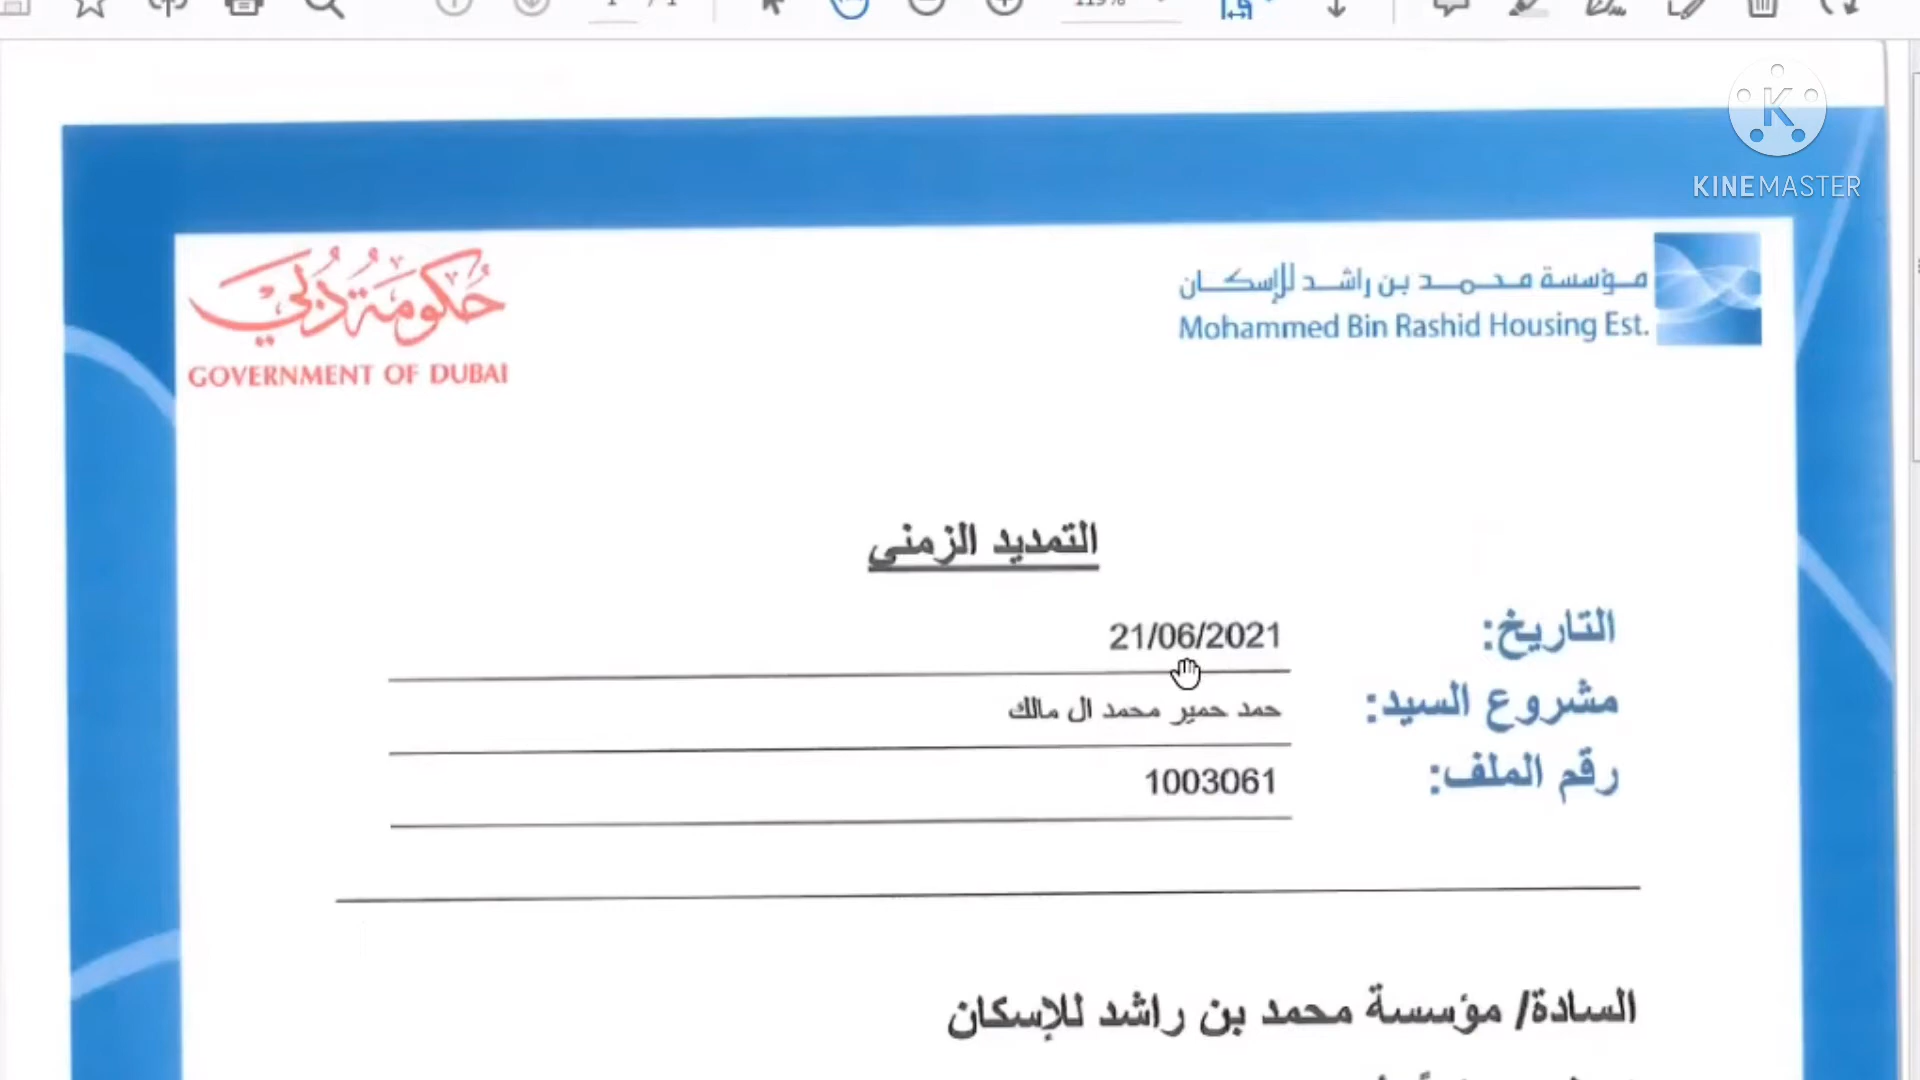 KINEMASTER
حكومة دبي
GOVERNMENT OF DUBAI
مؤسسة محمد بن راشد للإسكان
Mohammed Bin Rashid Housing Est.
التمديد الزمني
التاريخ: 21/06/2021
مشروع السيد: حمد حمير محمد ال مالك
رقم الملف: 1003061
السادة/ مؤسسة محمد بن راشد للإسكان